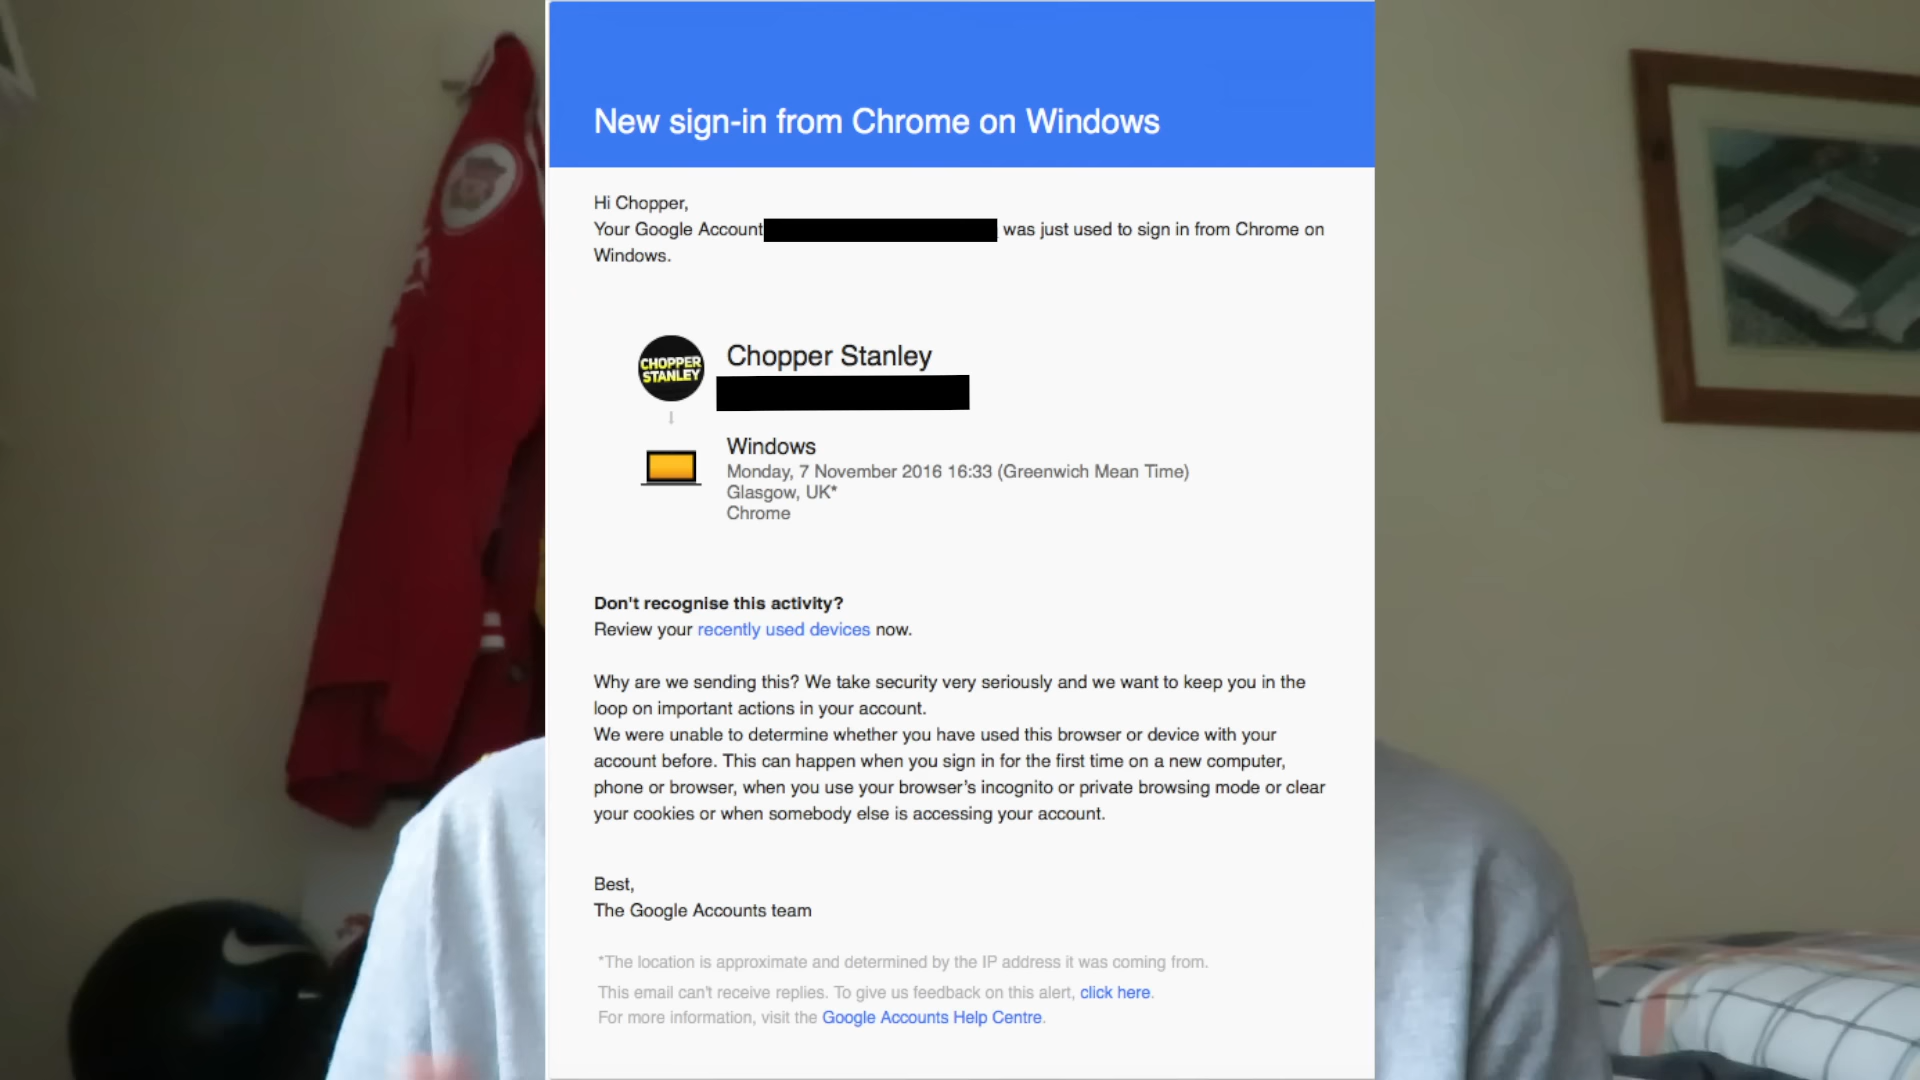 New sign-in from Chrome on Windows
Hi Chopper,
Your Google Account was just used to sign in from Chrome on
Windows.
CHOPPER
STANLEY
Chopper Stanley
Windows
Monday, 7 November 2016 16:33 (Greenwich Mean Time)
Glasgow, UK*
Chrome
Don't recognise this activity?
Review your recently used devices now.
Why are we sending this? We take security very seriously and we want to keep you in the
loop on important actions in your account.
We were unable to determine whether you have used this browser or device with your
account before. This can happen when you sign in for the first time on a new computer,
phone or browser, when you use your browser’s incognito or private browsing mode or clear
your cookies or when somebody else is accessing your account.
Best,
The Google Accounts team
*The location is approximate and determined by the IP address it was coming from.
This email can't receive replies. To give us feedback on this alert, click here.
For more information, visit the Google Accounts Help Centre.